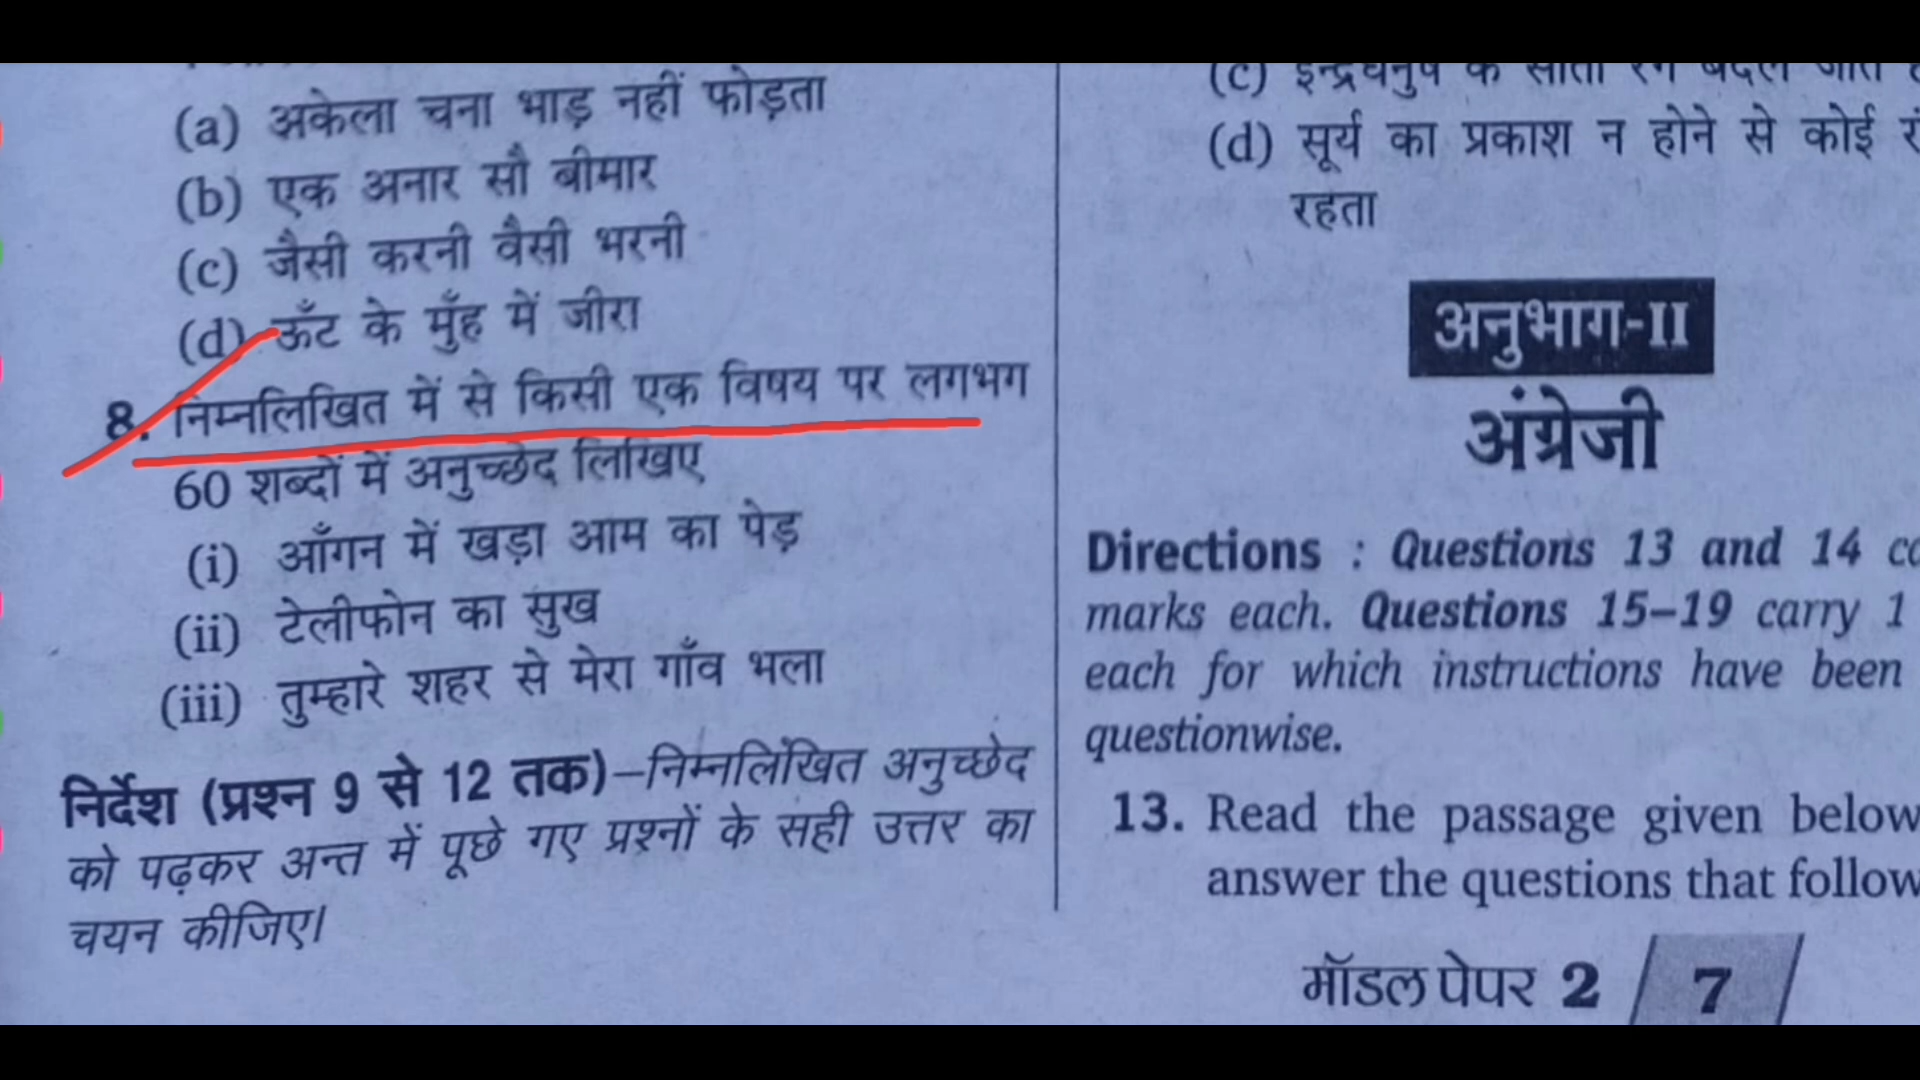 (a) अकेला चना भाड़ नहीं फोड़ता
(b) एक अनार सौ बीमार
(c) जैसी करनी वैसी भरनी
(d) ऊँट के मुँह में जीरा
8. निम्नलिखित में से किसी एक विषय पर लगभग
60 शब्दों में अनुच्छेद लिखिए
(i) आँगन में खड़ा आम का पेड़
(ii) टेलीफोन का सुख
(iii) तुम्हारे शहर से मेरा गाँव भला
निर्देश (प्रश्न 9 से 12 तक)–निम्नलिखित अनुच्छेद
को पढ़कर अन्त में पूछे गए प्रश्नों के सही उत्तर का
चयन कीजिए।
(c) इन्द्रधनुष के सातों रंग बदल जाते
(d) सूर्य का प्रकाश न होने से कोई
रहता
अनुभाग-II
अंग्रेजी
Directions : Questions 13 and 14
marks each. Questions 15–19 carry 1
each for which instructions have been
questionwise.
13. Read the passage given below
answer the questions that follow
मॉडल पेपर 2 7